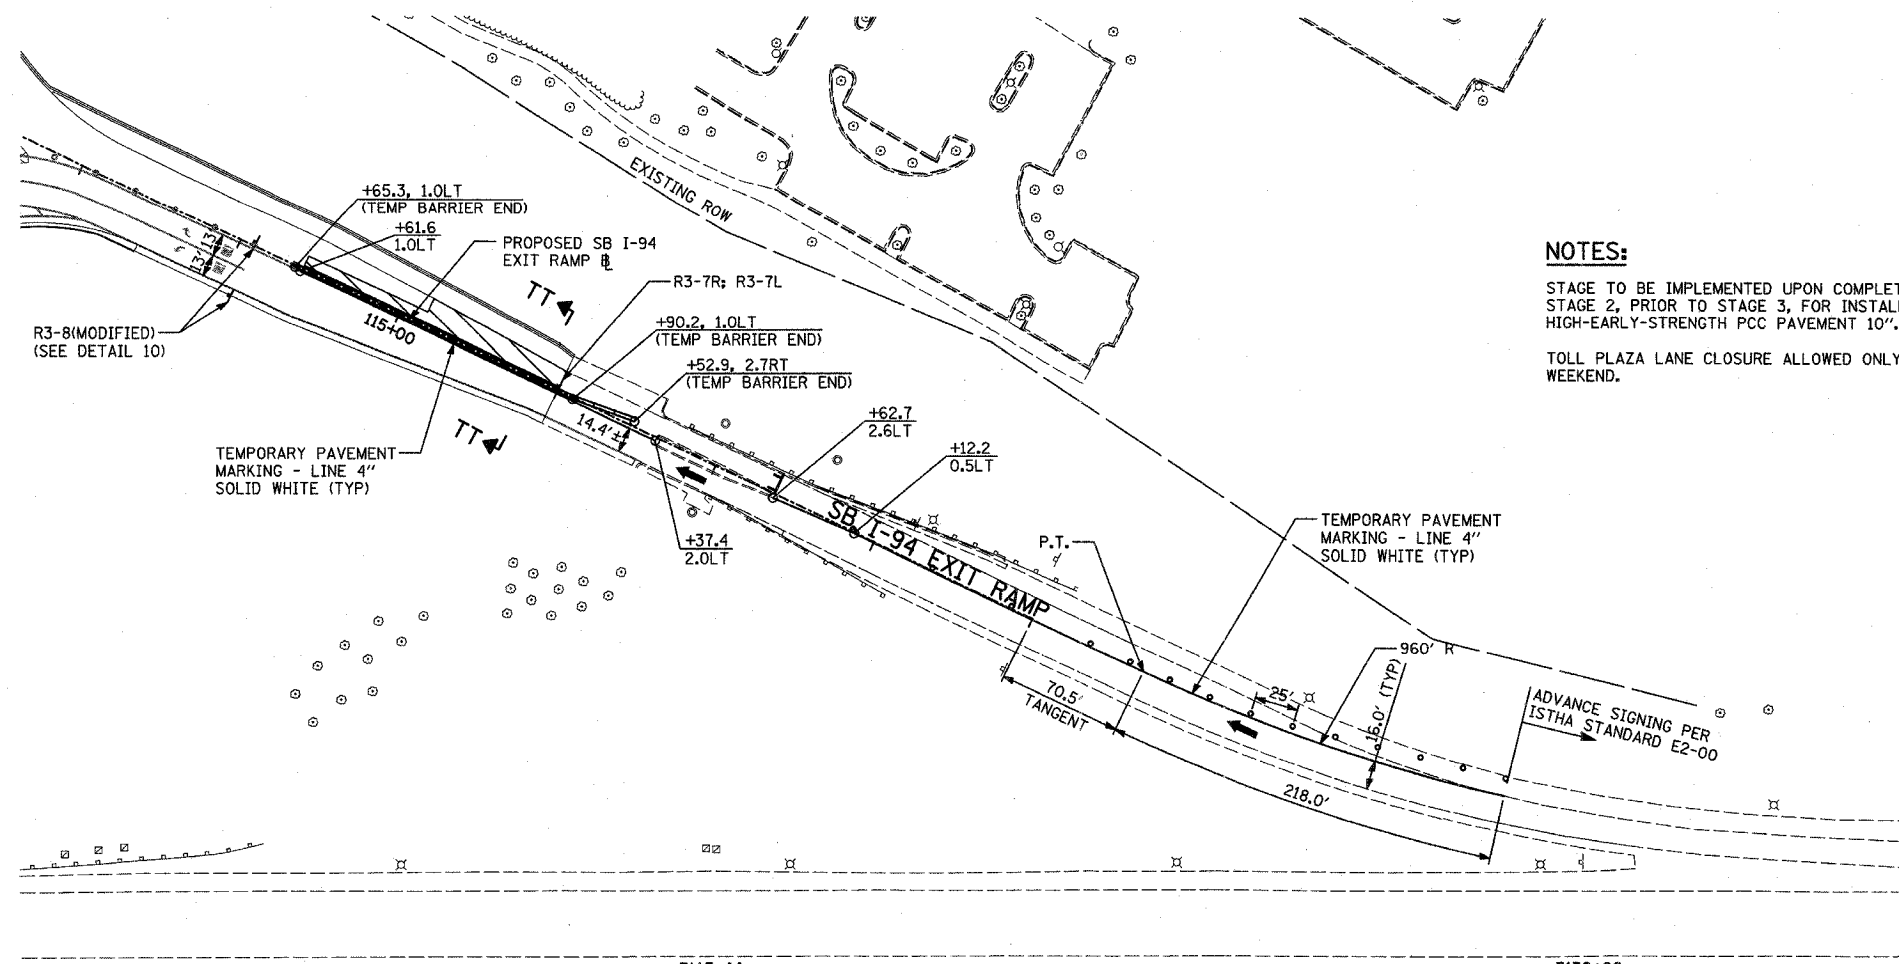 EXISTING ROW
+65.3, 1.0LT
(TEMP BARRIER END)
+61.6
1.0LT
PROPOSED SB I-94
EXIT RAMP ℄
13'
13'
TT
R3-7R; R3-7L
115+00
+90.2, 1.0LT
(TEMP BARRIER END)
R3-8(MODIFIED)
(SEE DETAIL 10)
+52.9, 2.7RT
(TEMP BARRIER END)
NOTES:
STAGE TO BE IMPLEMENTED UPON COMPLET
STAGE 2, PRIOR TO STAGE 3, FOR INSTAL
HIGH-EARLY-STRENGTH PCC PAVEMENT 10".
TOLL PLAZA LANE CLOSURE ALLOWED ONLY
WEEKEND.
14.4'±
TT
+62.7
2.6LT
TEMPORARY PAVEMENT
MARKING - LINE 4"
SOLID WHITE (TYP)
+12.2
0.5LT
+37.4
2.0LT
SB I-94 EXIT RAMP
P.T.
TEMPORARY PAVEMENT
MARKING - LINE 4"
SOLID WHITE (TYP)
960' R
16.0' (TYP)
25'
70.5'
TANGENT
ADVANCE SIGNING PER
ISTHA STANDARD E2-00
218.0'